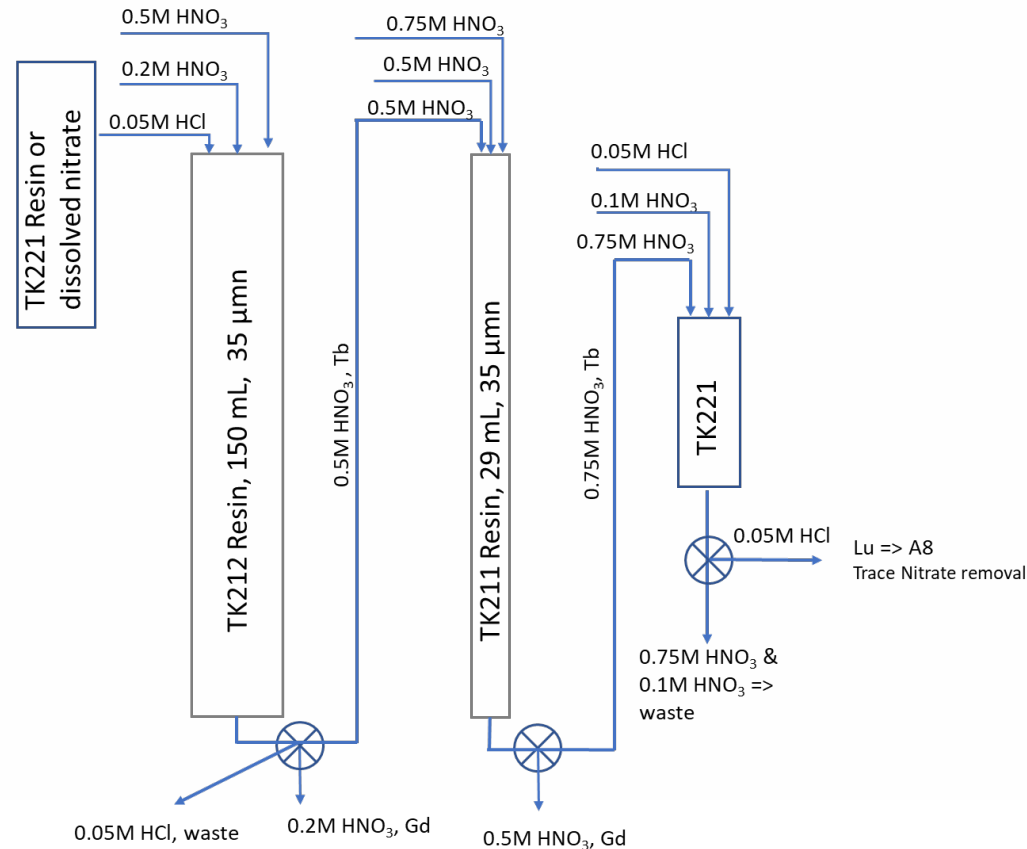 0.5M HNO₃
0.2M HNO₃
0.05M HCl
TK221 Resin or
dissolved nitrate
TK212 Resin, 150 mL,  35 µmn
0.05M HCl, waste
0.2M HNO₃, Gd
0.5M HNO₃ , Tb
0.75M HNO₃
0.5M HNO₃
0.5M HNO₃
TK211 Resin, 29 mL, 35 µmn
0.5M HNO₃, Gd
0.75M HNO₃ , Tb
0.05M HCl
0.1M HNO₃
0.75M HNO₃
TK221
0.05M HCl
Lu => A8
Trace Nitrate removal
0.75M HNO₃ &
0.1M HNO₃ =>
waste